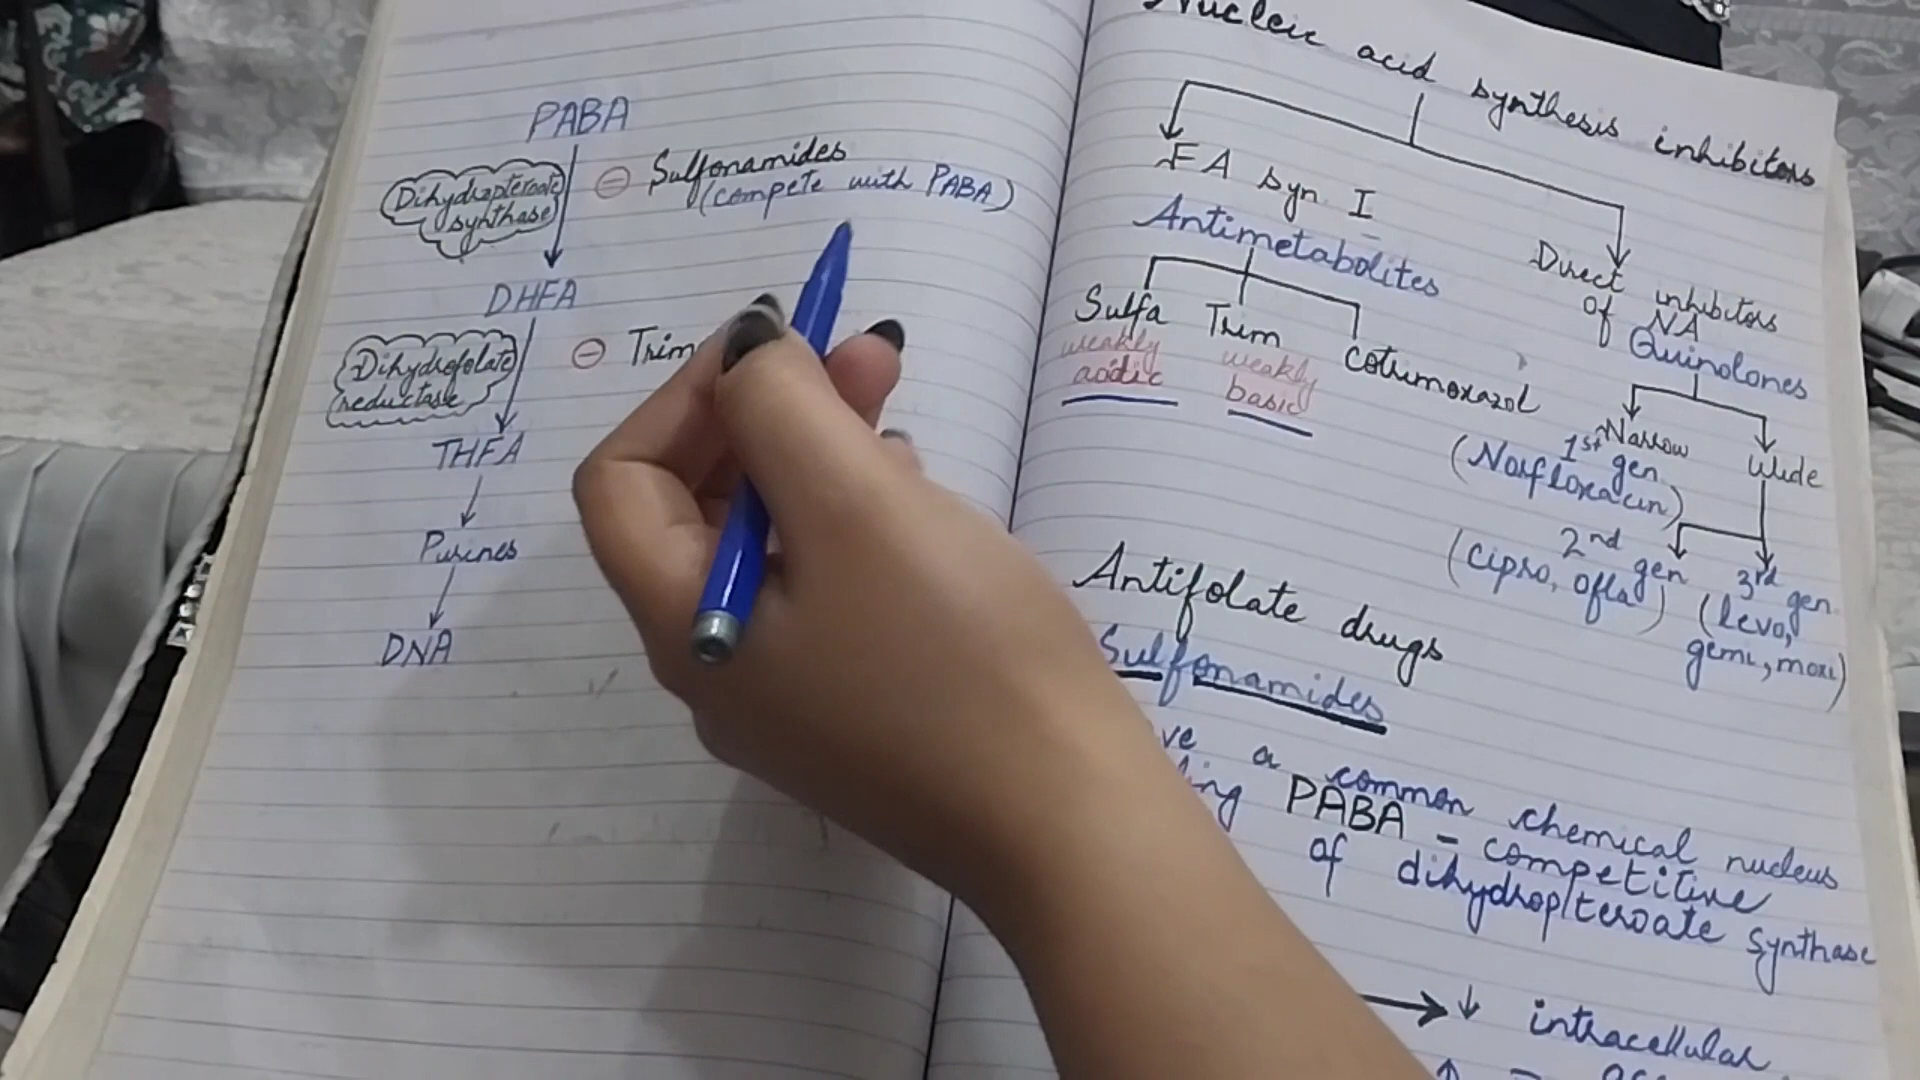 PABA
Dihydropteroate
synthase
Sulfonamides
(compete with PABA)
DHFA
Dihydrofolate
reductase
Trim
THFA
Purines
DNA
Nucleic acid synthesis inhibitors
FA syn I
Antimetabolites
Sulfa
weakly
acidic
Trim
weakly
basic
Cotrimoxazol
Direct inhibitors
of NA
Quinolones
Narrow
1st gen
(Norfloxacin)
Wide
2nd gen
(Cipro, ofla)
3rd gen
(levo,
gemi, moxi)
Antifolate drugs
Sulfonamides
ve a common chemical nucleus
ling PABA - competitive
of dihydropteroate synthase
↓ intracellular